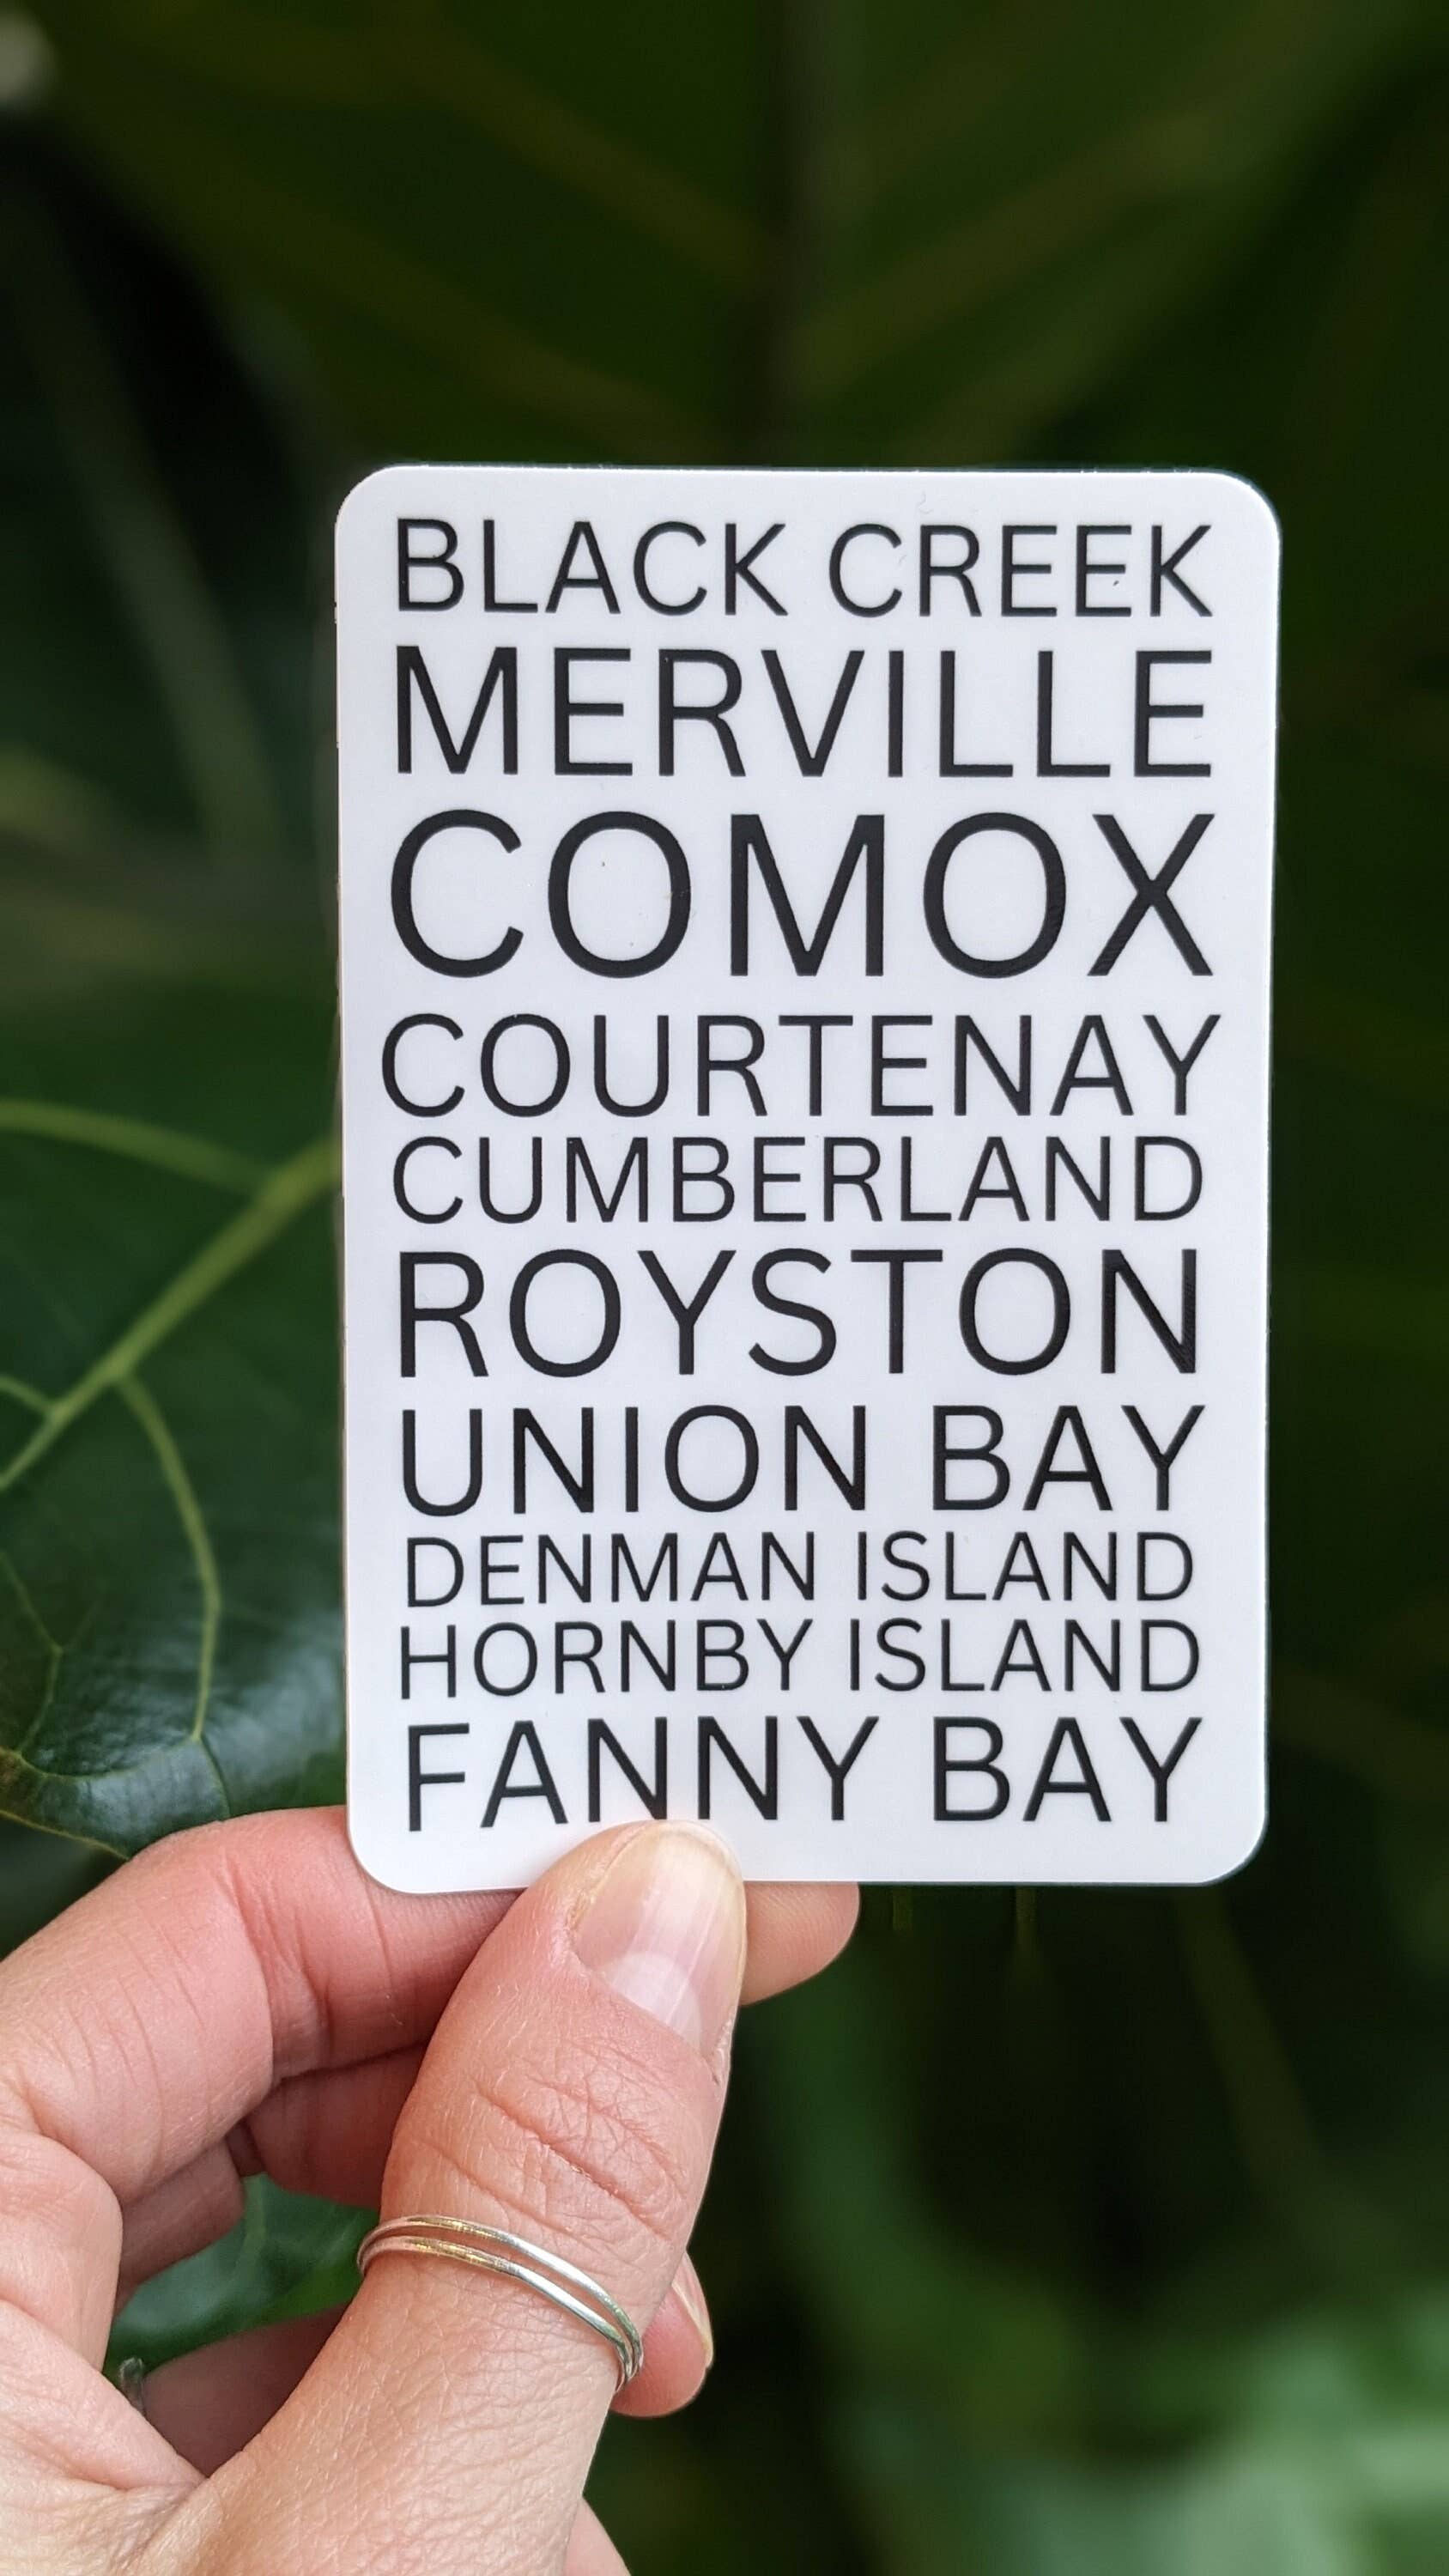 BLACK CREEK
MERVILLE
COMOX
COURTENAY
CUMBERLAND
ROYSTON
UNION BAY
DENMAN ISLAND
HORNBY ISLAND
FANNY BAY